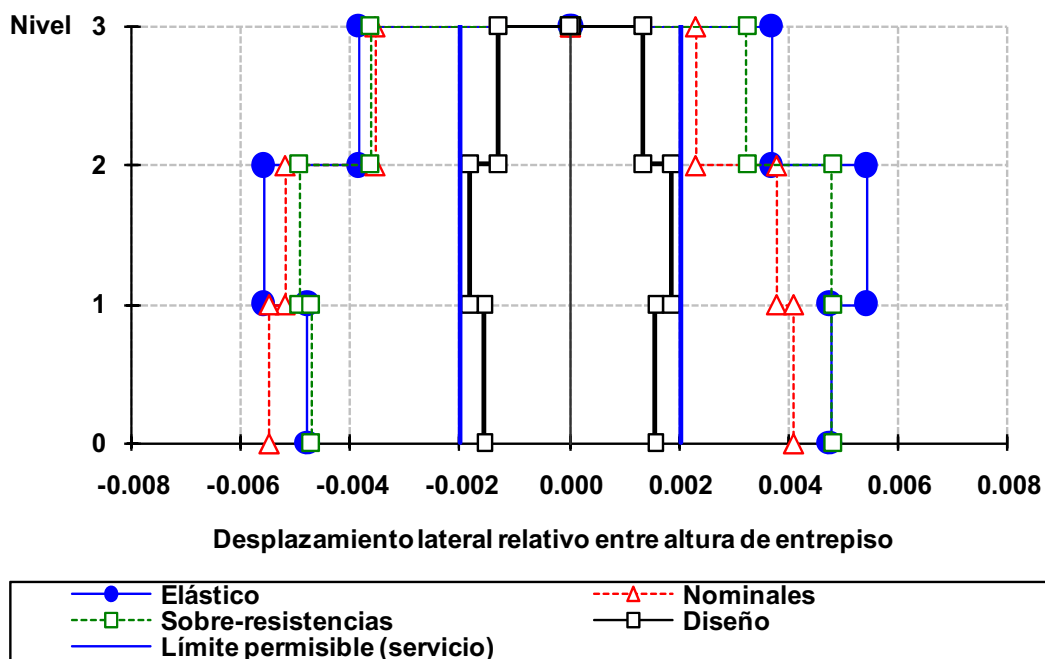 Nivel
3
2
1
0
-0.008 -0.006 -0.004 -0.002 0.000 0.002 0.004 0.006 0.008
Desplazamiento lateral relativo entre altura de entrepiso
Elástico Nominales
Sobre-resistencias Diseño
Límite permisible (servicio)